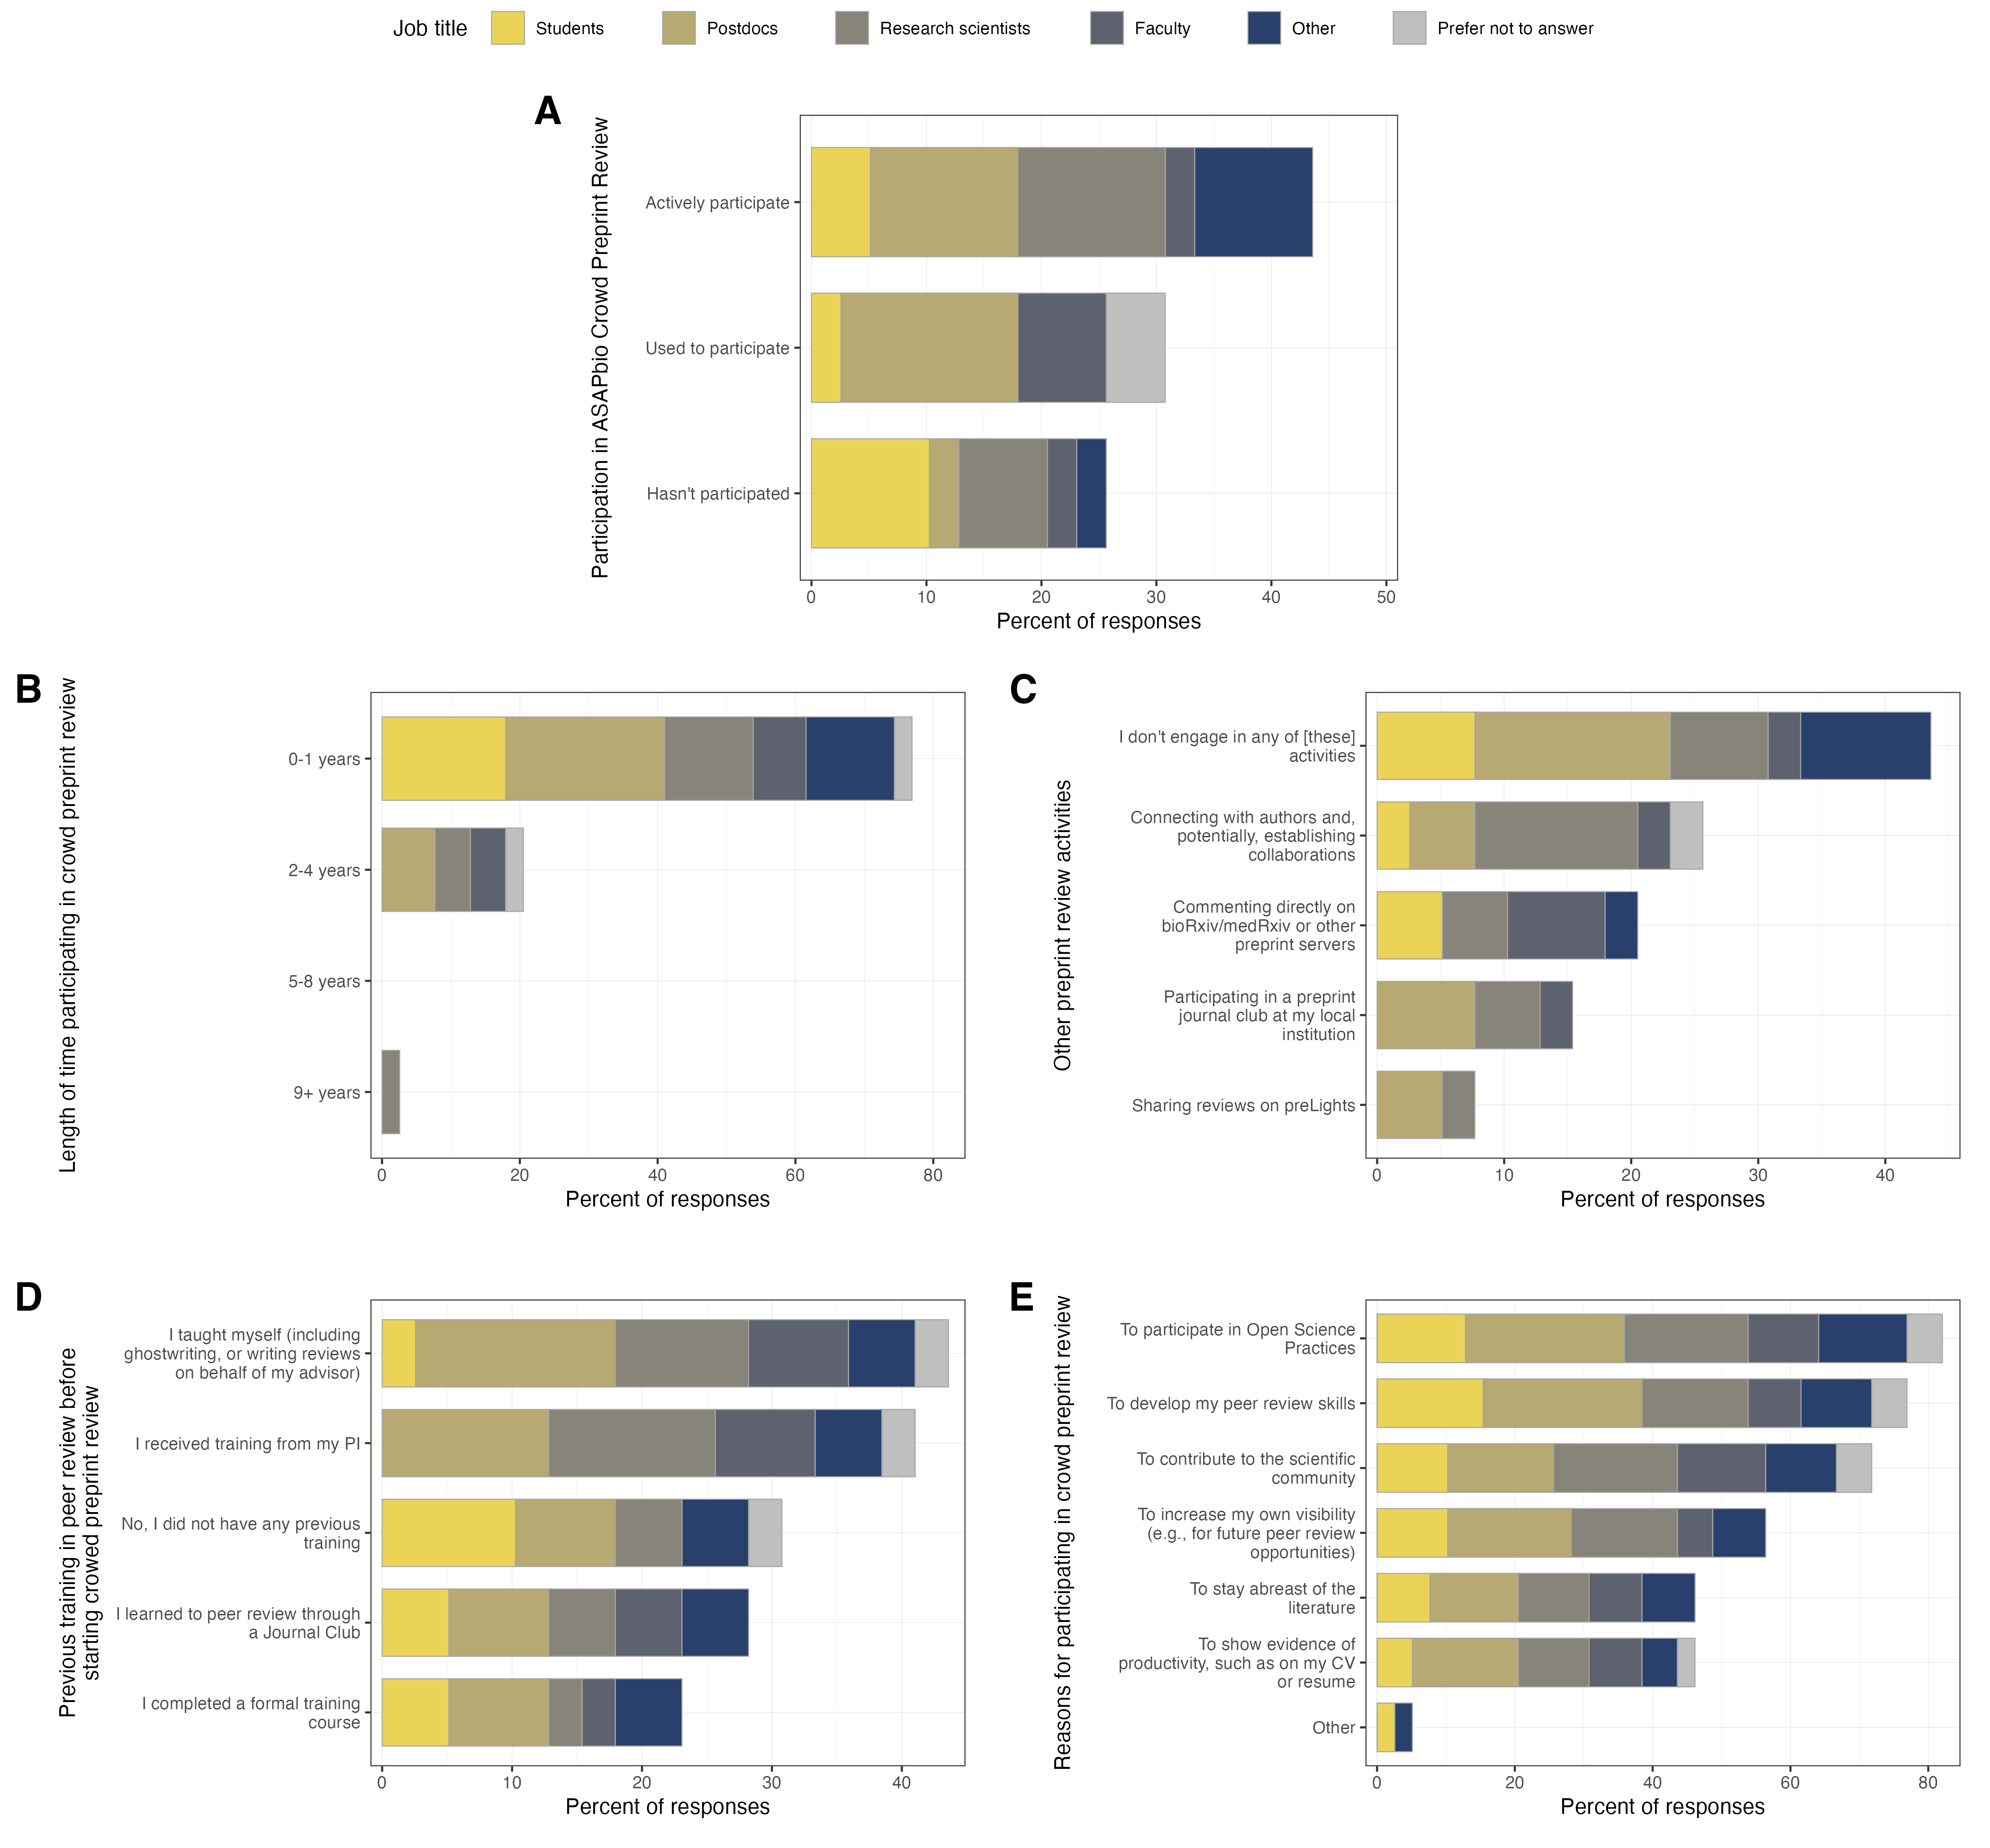 Job title Students Postdocs Research scientists Faculty Other Prefer not to answer
A
Participation in ASAPbio Crowd Preprint Review
Actively participate
Used to participate
Hasn't participated
0 10 20 30 40 50
Percent of responses
B
Length of time participating in crowd preprint review
0-1 years
2-4 years
5-8 years
9+ years
0 20 40 60 80
Percent of responses
C
Other preprint review activities
I don't engage in any of [these]
activities
Connecting with authors and,
potentially, establishing
collaborations
Commenting directly on
bioRxiv/medRxiv or other
preprint servers
Participating in a preprint
journal club at my local
institution
Sharing reviews on preLights
0 10 20 30 40
Percent of responses
D
Previous training in peer review before
starting crowed preprint review
I taught myself (including
ghostwriting, or writing reviews
on behalf of my advisor)
I received training from my PI
No, I did not have any previous
training
I learned to peer review through
a Journal Club
I completed a formal training
course
0 10 20 30 40
Percent of responses
E
Reasons for participating in crowd preprint review
To participate in Open Science
Practices
To develop my peer review skills
To contribute to the scientific
community
To increase my own visibility
(e.g., for future peer review
opportunities)
To stay abreast of the
literature
To show evidence of
productivity, such as on my CV
or resume
Other
0 20 40 60 80
Percent of responses